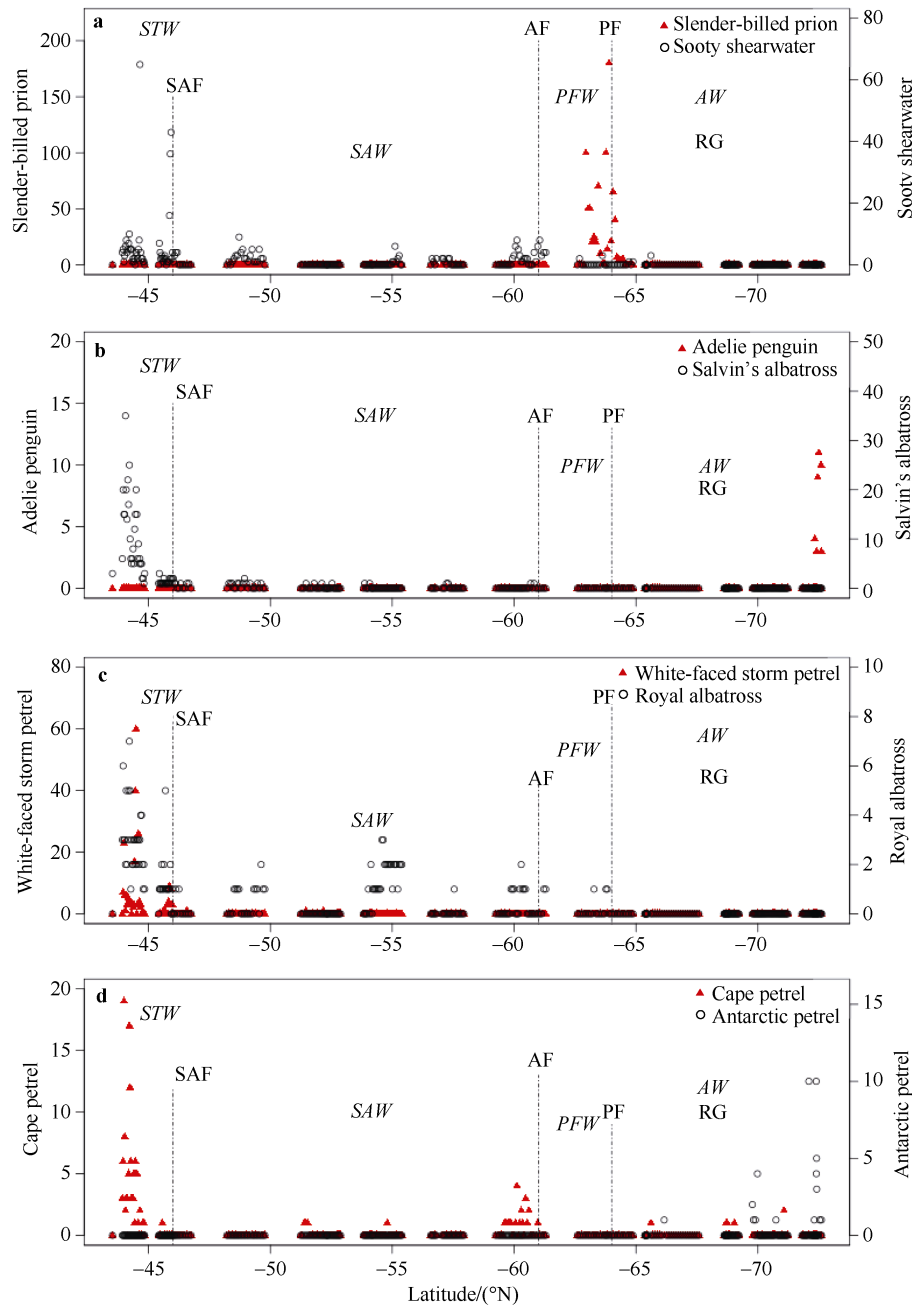 a
STW
AF
PF
Slender-billed prion
Sooty shearwater
SAF
PFW
AW
SAW
RG
Slender-billed prion
200
150
100
50
0
Sooty shearwater
80
60
40
20
0
−45
−50
−55
−60
−65
−70
b
STW
Adelie penguin
Salvin’s albatross
SAF
SAW
AF
PF
PFW
AW
RG
Adelie penguin
20
15
10
5
0
Salvin’s albatross
50
40
30
20
10
0
−45
−50
−55
−60
−65
−70
c
STW
White-faced storm petrel
Royal albatross
SAF
PF
AW
PFW
AF
RG
SAW
White-faced storm petrel
80
60
40
20
0
Royal albatross
10
8
6
4
2
0
−45
−50
−55
−60
−65
−70
d
STW
Cape petrel
Antarctic petrel
SAF
AF
AW
SAW
PFW
PF
RG
Cape petrel
20
15
10
5
0
Antarctic petrel
15
10
5
0
−45
−50
−55
−60
−65
−70
Latitude/(°N)